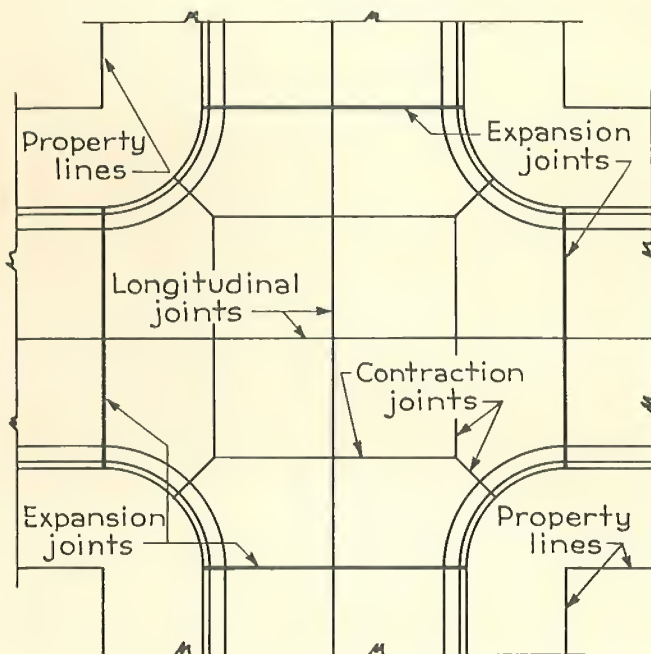 Property
lines
Expansion
joints
Longitudinal
joints
Contraction
joints
Expansion
joints
Property
lines